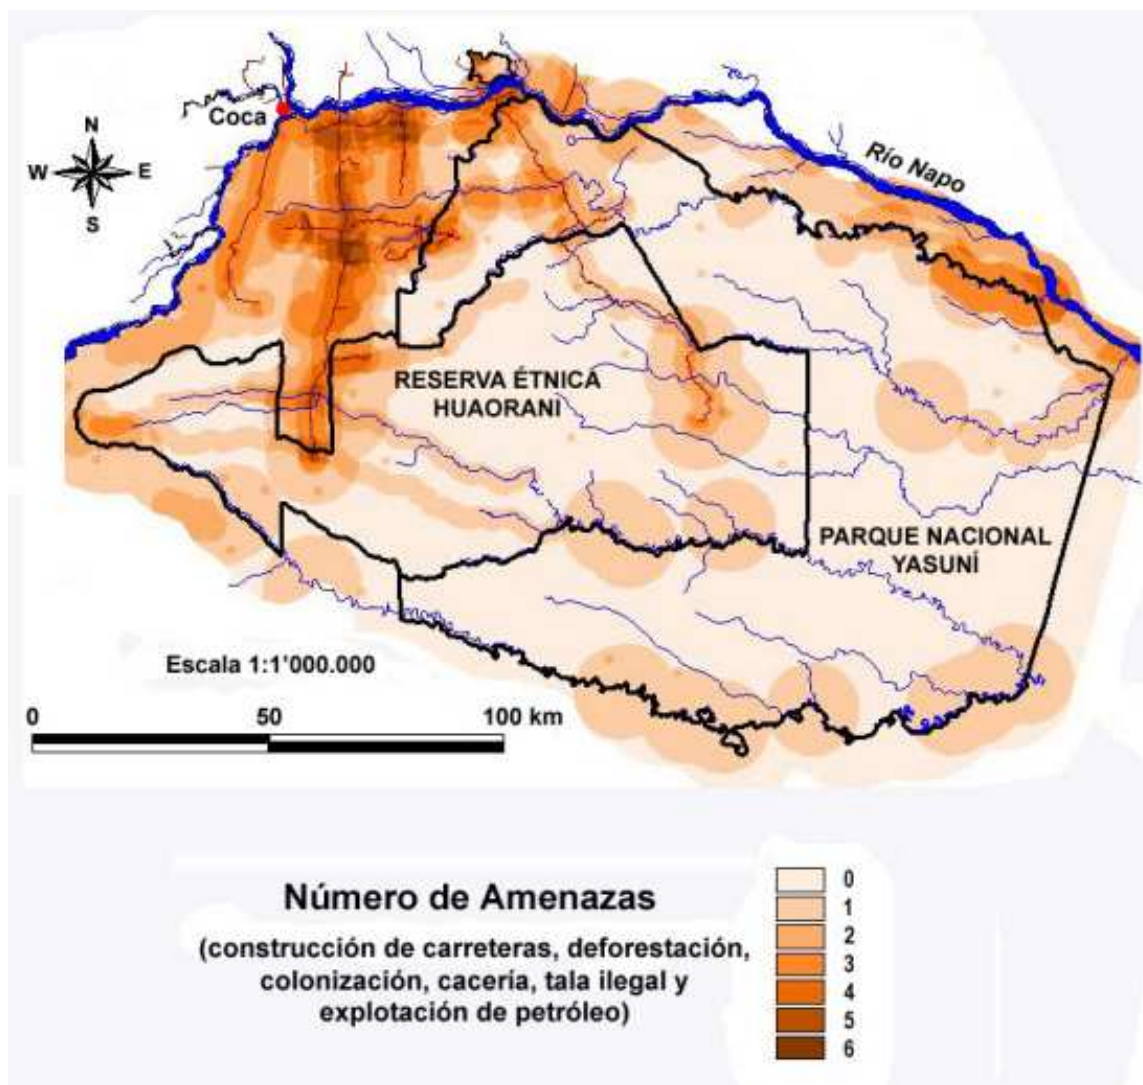 Coca
N
W E
S
Río Napo
RESERVA ÉTNICA
HUAORANI
PARQUE NACIONAL
YASUNÍ
Escala 1:1'000.000
0 50 100 km
Número de Amenazas
(construcción de carreteras, deforestación,
colonización, cacería, tala ilegal y
explotación de petróleo)
0
1
2
3
4
5
6